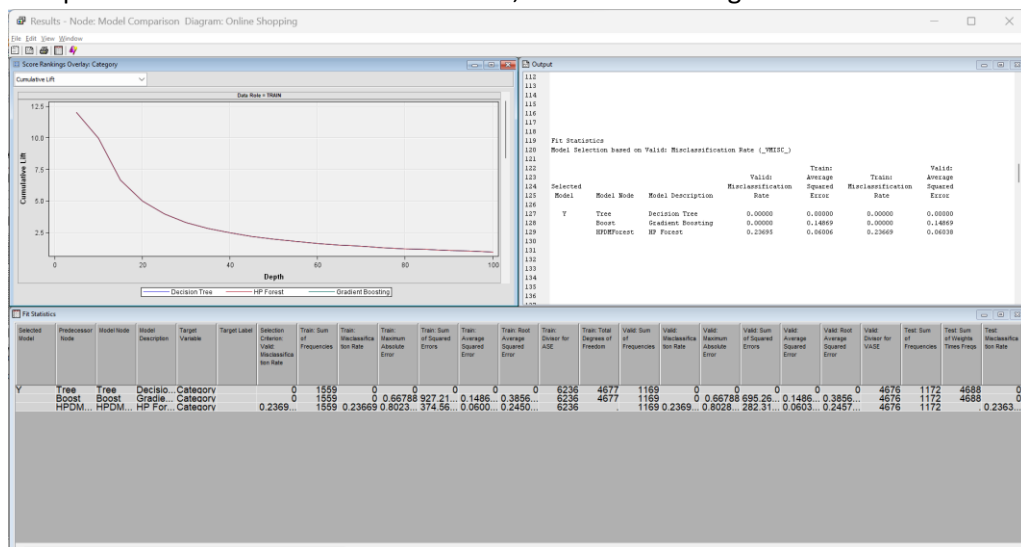 Results - Node: Model Comparison Diagram: Online Shopping
File Edit View Window
Score Rankings Overlay: Category
Cumulative Lift
Data Role = TRAIN
12.5
10.0
7.5
5.0
2.5
Cumulative Lift
0 20 40 60 80 100
Depth
Decision Tree HP Forest Gradient Boosting
Output
112
113
114
115
116
117
118
119 Fit Statistics
120 Model Selection based on Valid: Misclassification Rate (_VMISC_)
121
122 Train: Valid:
123 Valid: Average Train: Average
124 Selected Misclassification Squared Misclassification Squared
125 Model Model Node Model Description Rate Error Rate Error
126
127 Y Tree Decision Tree 0.00000 0.00000 0.00000 0.00000
128 Boost Gradient Boosting 0.00000 0.14869 0.00000 0.14869
129 HPDMForest HP Forest 0.23695 0.06006 0.23669 0.06038
130
131
132
133
134
135
136
Fit Statistics
Selected Model Predecessor Node Model Node Model Description Target Variable Target Label Selection Criterion: Valid: Misclassifica tion Rate Train: Sum of Frequencies Train: Misclassifica tion Rate Train: Maximum Absolute Error Train: Sum of Squared Errors Train: Average Squared Error Train: Root Average Squared Error Train: Divisor for ASE Train: Total Degrees of Freedom Valid: Sum of Frequencies Valid: Misclassifica tion Rate Valid: Maximum Absolute Error Valid: Sum of Squared Errors Valid: Average Squared Error Valid: Root Average Squared Error Valid: Divisor for VASE Test: Sum of Frequencies Test: Sum of Weights Times Freqs Test: Misclassifica tion Rate
Y Tree Tree Decisio... Category 0 1559 0 0 0 0 0 6236 4677 1169 0 0 0 0 0 4676 1172 4688 0
Boost Boost Gradie... Category 0 1559 0 0.66788 927.21... 0.1486... 0.3856... 6236 4677 1169 0 0.66788 695.26... 0.1486... 0.3856... 4676 1172 4688 0
HPDM... HPDM... HP For... Category 0.2369... 1559 0.23669 0.8023... 374.56... 0.0600... 0.2450... 6236 . 1169 0.2369... 0.8028... 282.31... 0.0603... 0.2457... 4676 1172 . 0.2363...